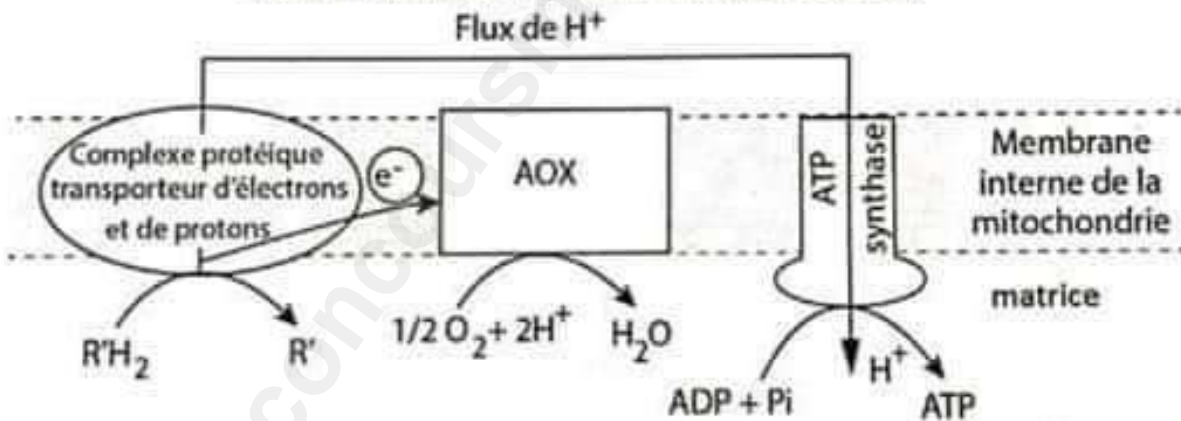 Flux de H⁺
Complexe protéique
transporteur d'électrons
et de protons
e⁻
AOX
ATP
synthase
Membrane
interne de la
mitochondrie
matrice
R'H₂
R'
1/2 O₂ + 2H⁺
H₂O
ADP + Pi
H⁺
ATP